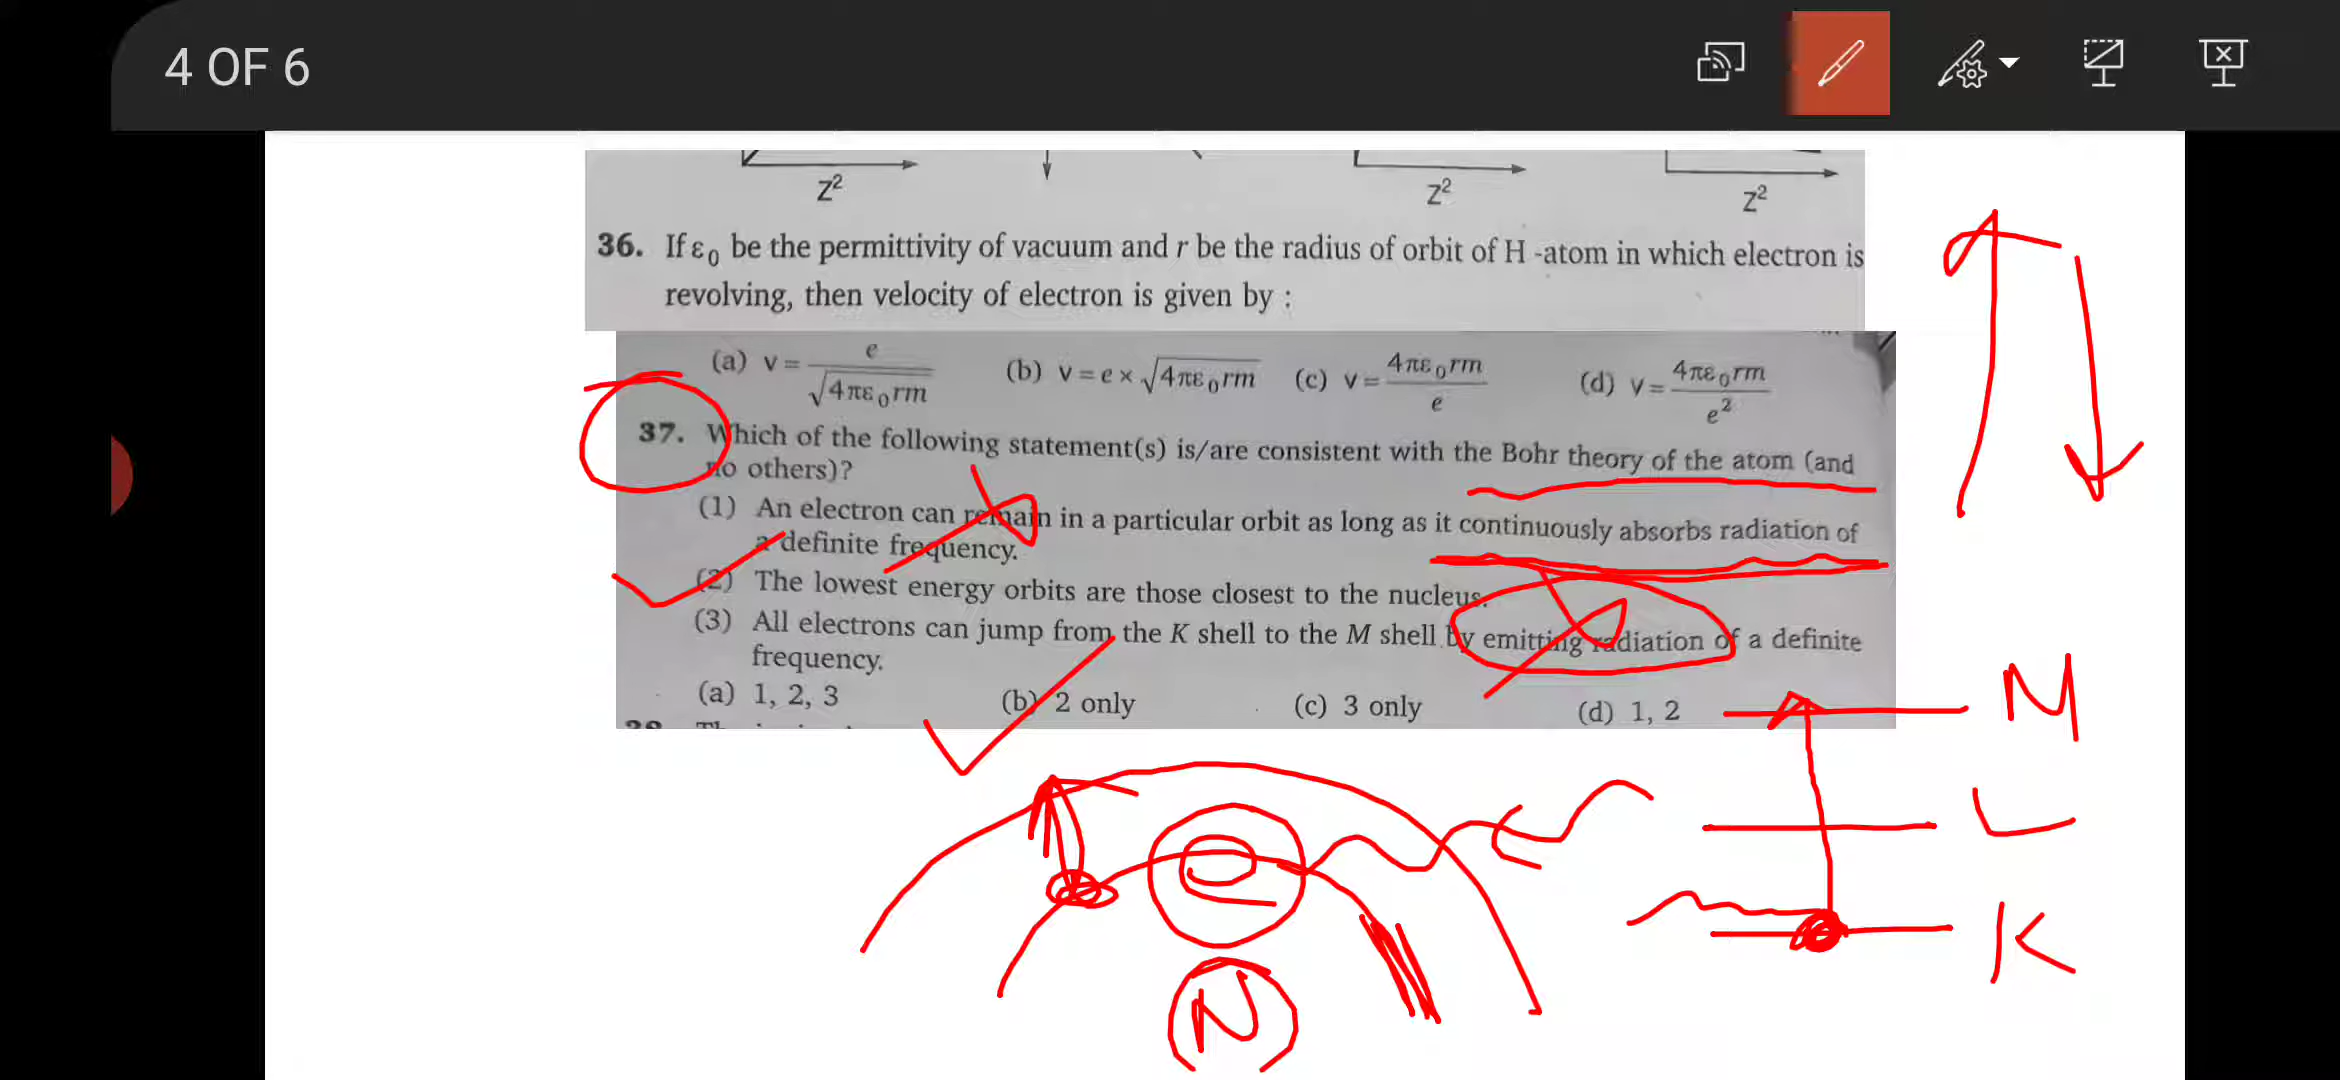 4 OF 6
Z²
Z²
Z²
36. If ε₀ be the permittivity of vacuum and r be the radius of orbit of H -atom in which electron is
revolving, then velocity of electron is given by :
(a) v = e / √4πε₀rm (b) v = e × √4πε₀rm (c) v = 4πε₀rm / e (d) v = 4πε₀rm / e²
37. Which of the following statement(s) is/are consistent with the Bohr theory of the atom (and
no others)?
(1) An electron can remain in a particular orbit as long as it continuously absorbs radiation of
a definite frequency.
(2) The lowest energy orbits are those closest to the nucleus.
(3) All electrons can jump from the K shell to the M shell by emitting radiation of a definite
frequency.
(a) 1, 2, 3 (b) 2 only (c) 3 only (d) 1, 2
M
L
K
N